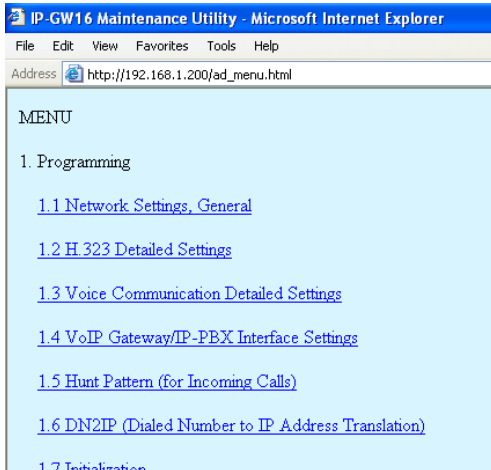 IP-GW16 Maintenance Utility - Microsoft Internet Explorer
File Edit View Favorites Tools Help
Address http://192.168.1.200/ad_menu.html
MENU
1. Programming
1.1 Network Settings, General
1.2 H.323 Detailed Settings
1.3 Voice Communication Detailed Settings
1.4 VoIP Gateway/IP-PBX Interface Settings
1.5 Hunt Pattern (for Incoming Calls)
1.6 DN2IP (Dialed Number to IP Address Translation)
1.7 Initialization